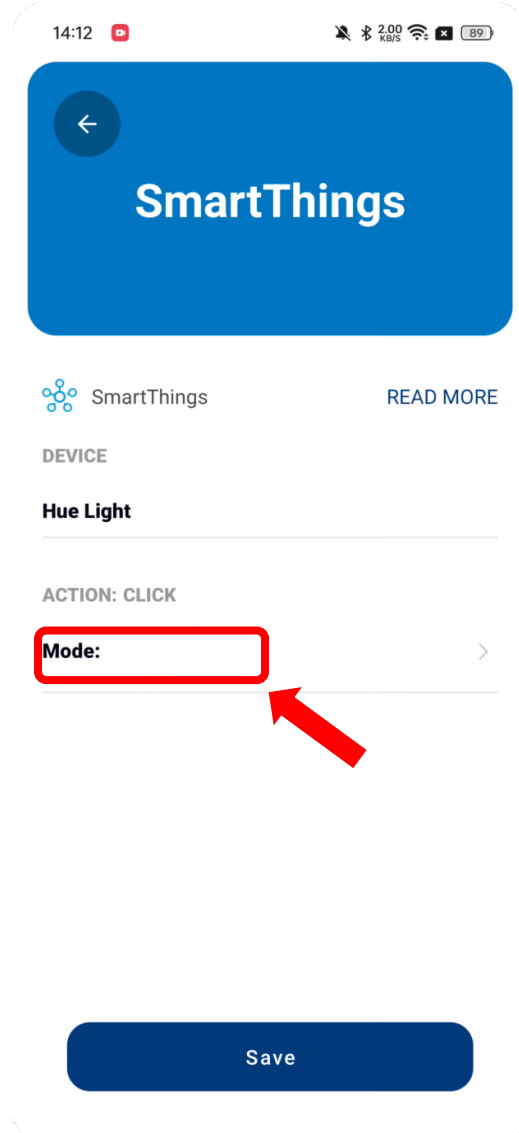 14:12 2.00 KB/S 89
SmartThings
SmartThings READ MORE
DEVICE
Hue Light
ACTION: CLICK
Mode:
Save